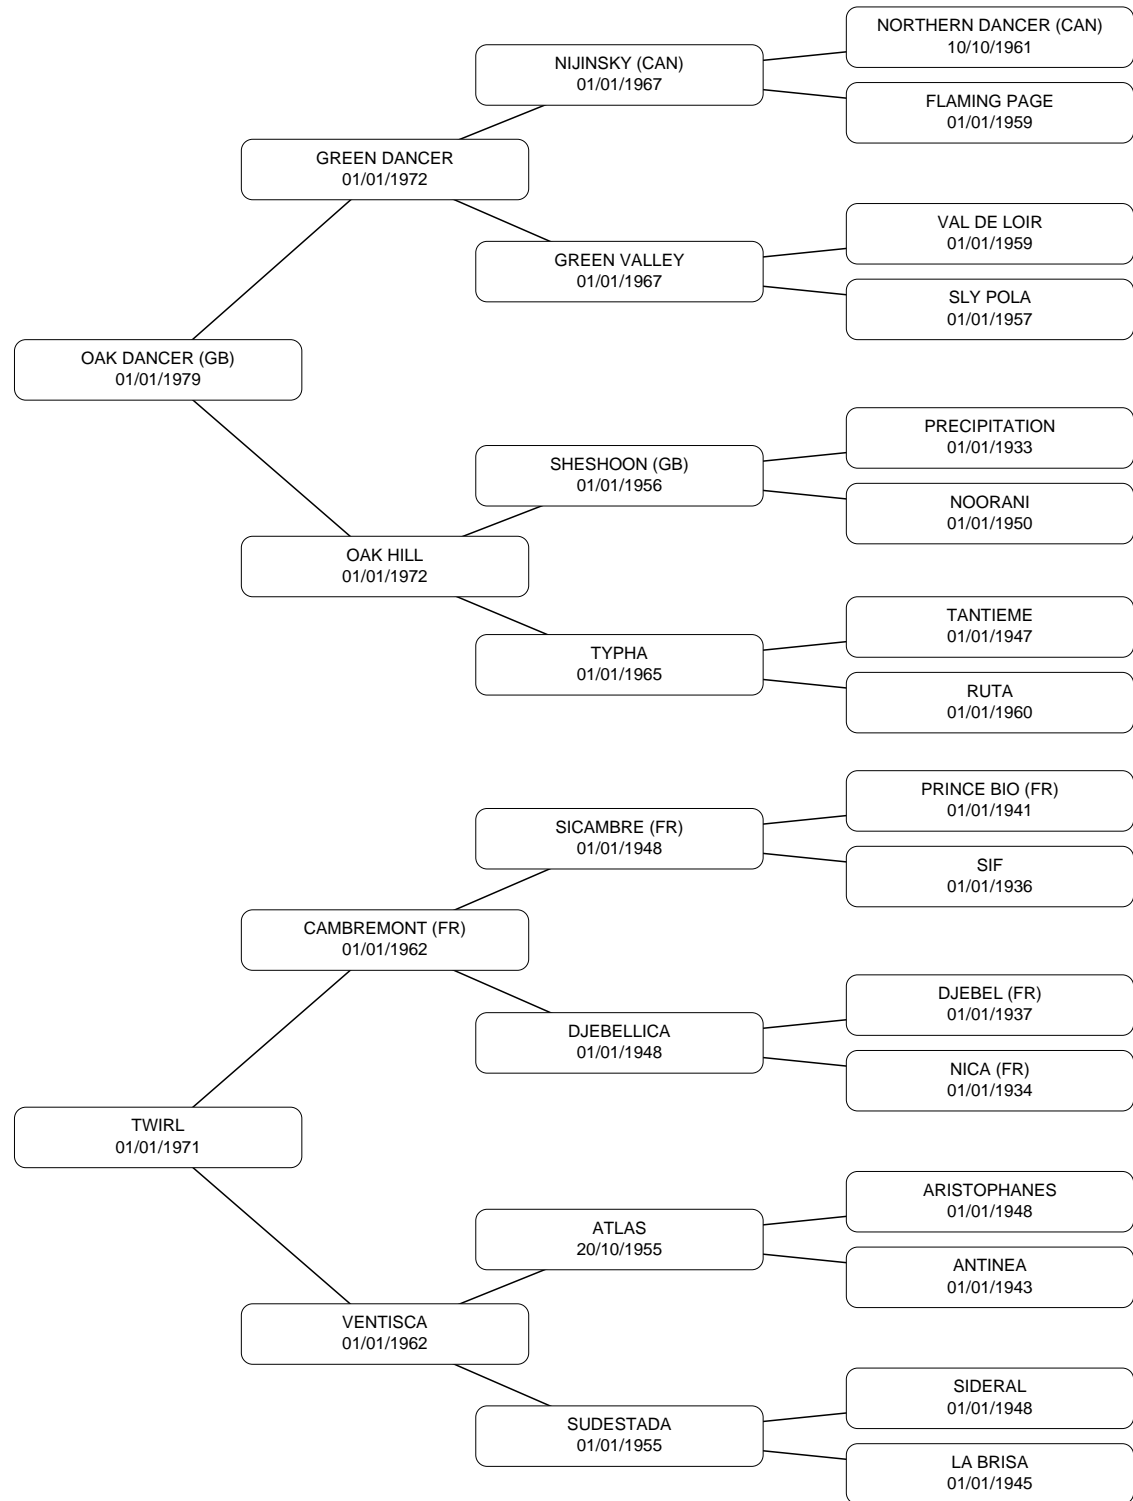 NORTHERN DANCER (CAN)
10/10/1961
NIJINSKY (CAN)
01/01/1967
FLAMING PAGE
01/01/1959
GREEN DANCER
01/01/1972
VAL DE LOIR
01/01/1959
GREEN VALLEY
01/01/1967
SLY POLA
01/01/1957
OAK DANCER (GB)
01/01/1979
PRECIPITATION
01/01/1933
SHESHOON (GB)
01/01/1956
NOORANI
01/01/1950
OAK HILL
01/01/1972
TANTIEME
01/01/1947
TYPHA
01/01/1965
RUTA
01/01/1960
PRINCE BIO (FR)
01/01/1941
SICAMBRE (FR)
01/01/1948
SIF
01/01/1936
CAMBREMONT (FR)
01/01/1962
DJEBEL (FR)
01/01/1937
DJEBELLICA
01/01/1948
NICA (FR)
01/01/1934
TWIRL
01/01/1971
ARISTOPHANES
01/01/1948
ATLAS
20/10/1955
ANTINEA
01/01/1943
VENTISCA
01/01/1962
SIDERAL
01/01/1948
SUDESTADA
01/01/1955
LA BRISA
01/01/1945